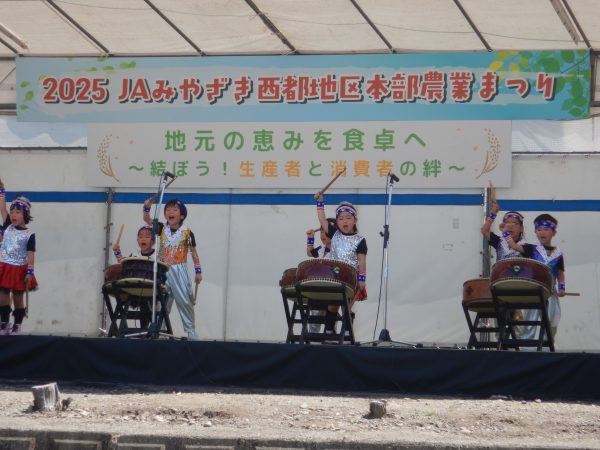 2025 JAみやざき西都地区本部農業まつり
地元の恵みを食卓へ
～結ぼう！生産者と消費者の絆～